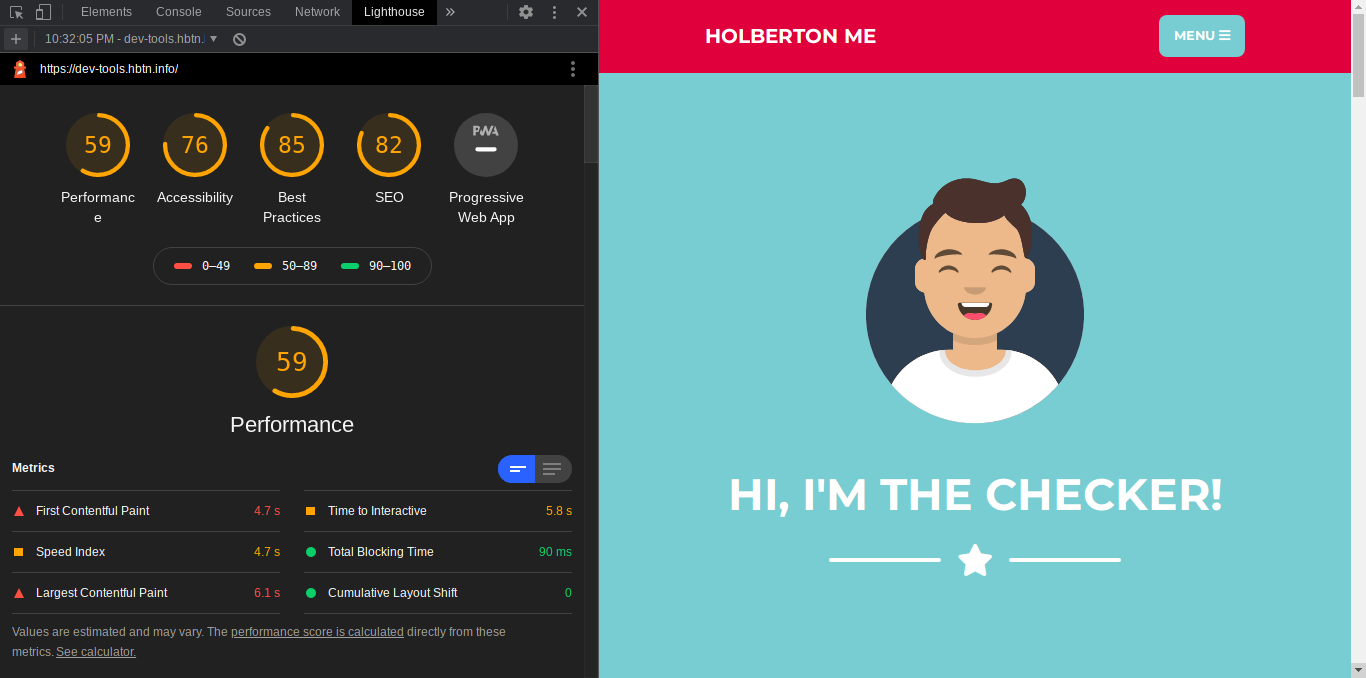 Elements Console Sources Network Lighthouse »
10:32:05 PM - dev-tools.hbtn.
https://dev-tools.hbtn.info/
59 76 85 82 PWA
Performanc
e
Accessibility
Best
Practices
SEO
Progressive
Web App
0–49 50–89 90–100
59
Performance
Metrics
First Contentful Paint 4.7 s
Time to Interactive 5.8 s
Speed Index 4.7 s
Total Blocking Time 90 ms
Largest Contentful Paint 6.1 s
Cumulative Layout Shift 0
Values are estimated and may vary. The performance score is calculated directly from these
metrics. See calculator.
HOLBERTON ME
MENU
HI, I'M THE CHECKER!